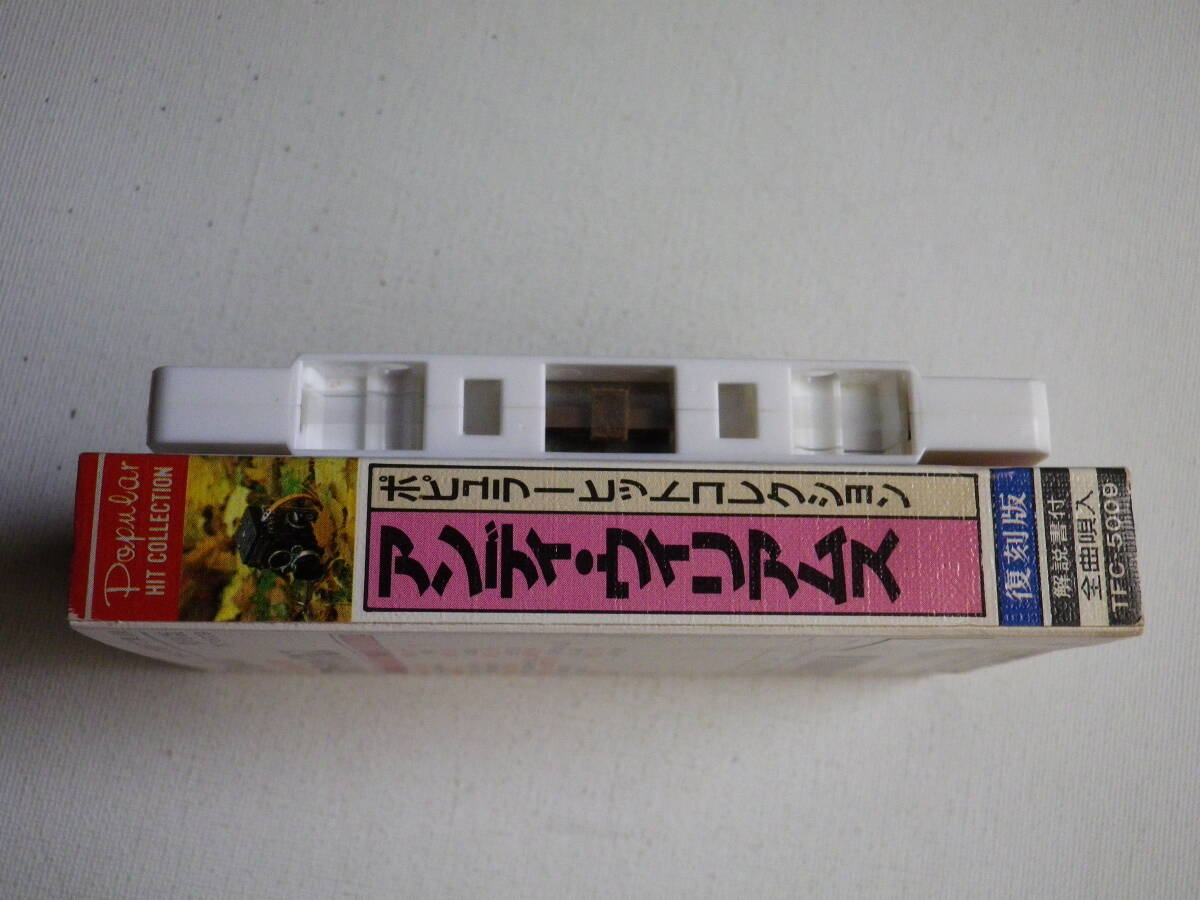 Popular
HIT COLLECTION
ポピュラーヒットコレクション
アンディ・ウィリアムス
復刻版
解説書付
全曲唄入
TFC-5009